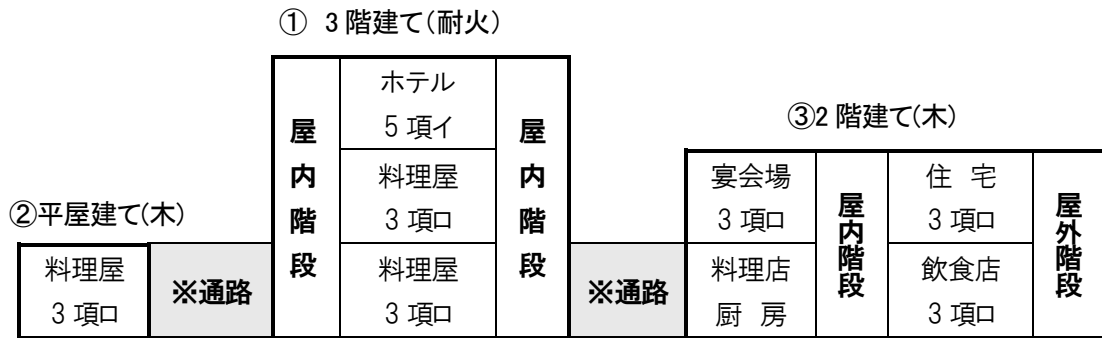 ① 3階建て(耐火)
ホテル
5項イ
屋内階段
屋内階段
料理屋
3項ロ
料理屋
3項ロ
②平屋建て(木)
料理屋
3項ロ
※通路
※通路
③2階建て(木)
宴会場
3項ロ
屋内階段
住 宅
3項ロ
屋外階段
料理店
厨 房
飲食店
3項ロ